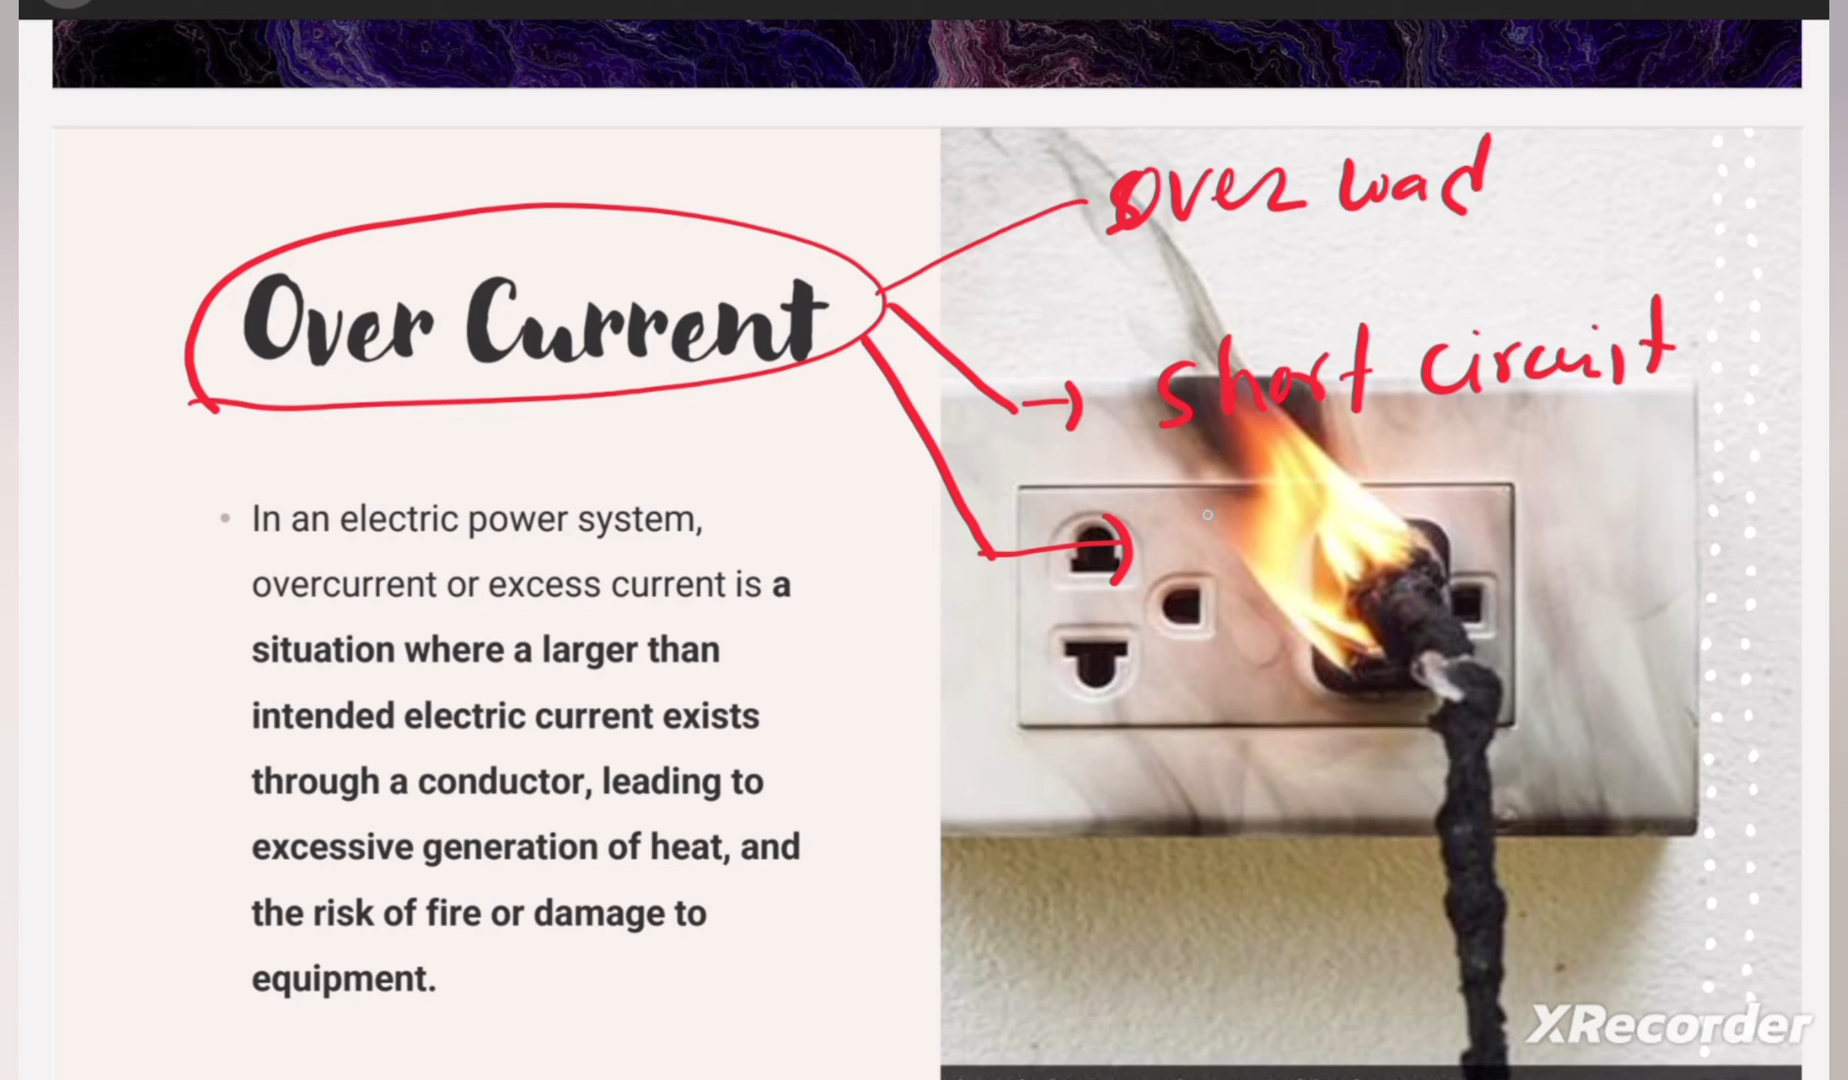 Over load
Over Current
Short circuit
In an electric power system,
overcurrent or excess current is a
situation where a larger than
intended electric current exists
through a conductor, leading to
excessive generation of heat, and
the risk of fire or damage to
equipment.
XRecorder